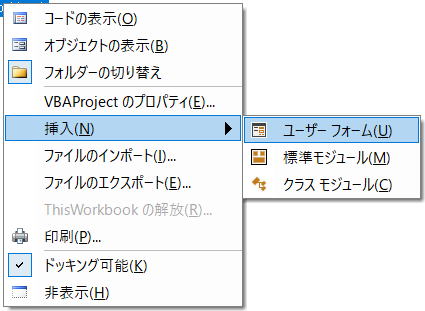 コードの表示(O)
オブジェクトの表示(B)
フォルダーの切り替え
VBAProject のプロパティ(E)...
挿入(N)
ファイルのインポート(I)...
ファイルのエクスポート(E)...
ThisWorkbook の解放(R)...
印刷(P)...
ドッキング可能(K)
非表示(H)
ユーザー フォーム(U)
標準モジュール(M)
クラス モジュール(C)